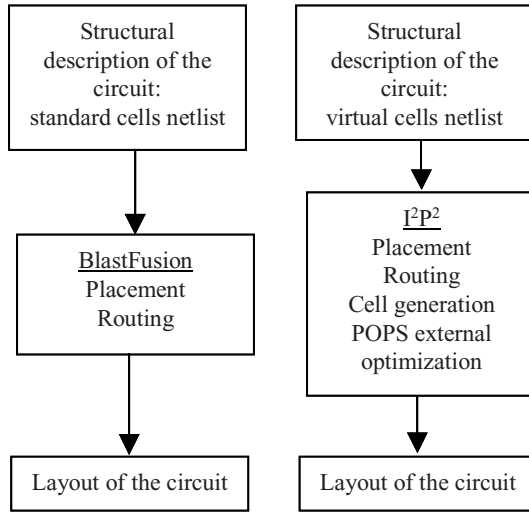 Structural
description of the
circuit:
standard cells netlist
BlastFusion
Placement
Routing
Layout of the circuit
Structural
description of the
circuit:
virtual cells netlist
I²P²
Placement
Routing
Cell generation
POPS external
optimization
Layout of the circuit